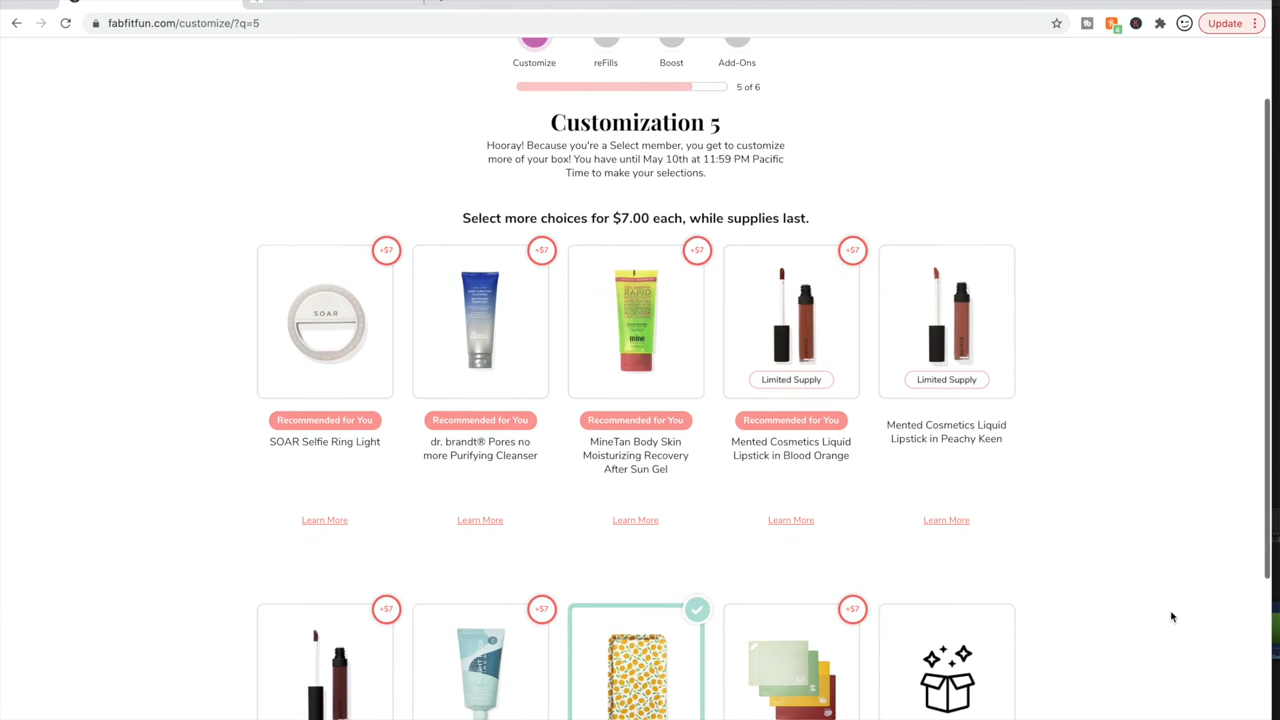 fabfitfun.com/customize/?q=5
Update
Customize
reFills
Boost
Add-Ons
5 of 6
Customization 5
Hooray! Because you're a Select member, you get to customize
more of your box! You have until May 10th at 11:59 PM Pacific
Time to make your selections.
Select more choices for $7.00 each, while supplies last.
+$7
+$7
+$7
+$7
SOAR
Limited Supply
Limited Supply
Recommended for You
Recommended for You
Recommended for You
Recommended for You
SOAR Selfie Ring Light
dr. brandt® Pores no
more Purifying Cleanser
MineTan Body Skin
Moisturizing Recovery
After Sun Gel
Mented Cosmetics Liquid
Lipstick in Blood Orange
Mented Cosmetics Liquid
Lipstick in Peachy Keen
Learn More
Learn More
Learn More
Learn More
Learn More
+$7
+$7
+$7